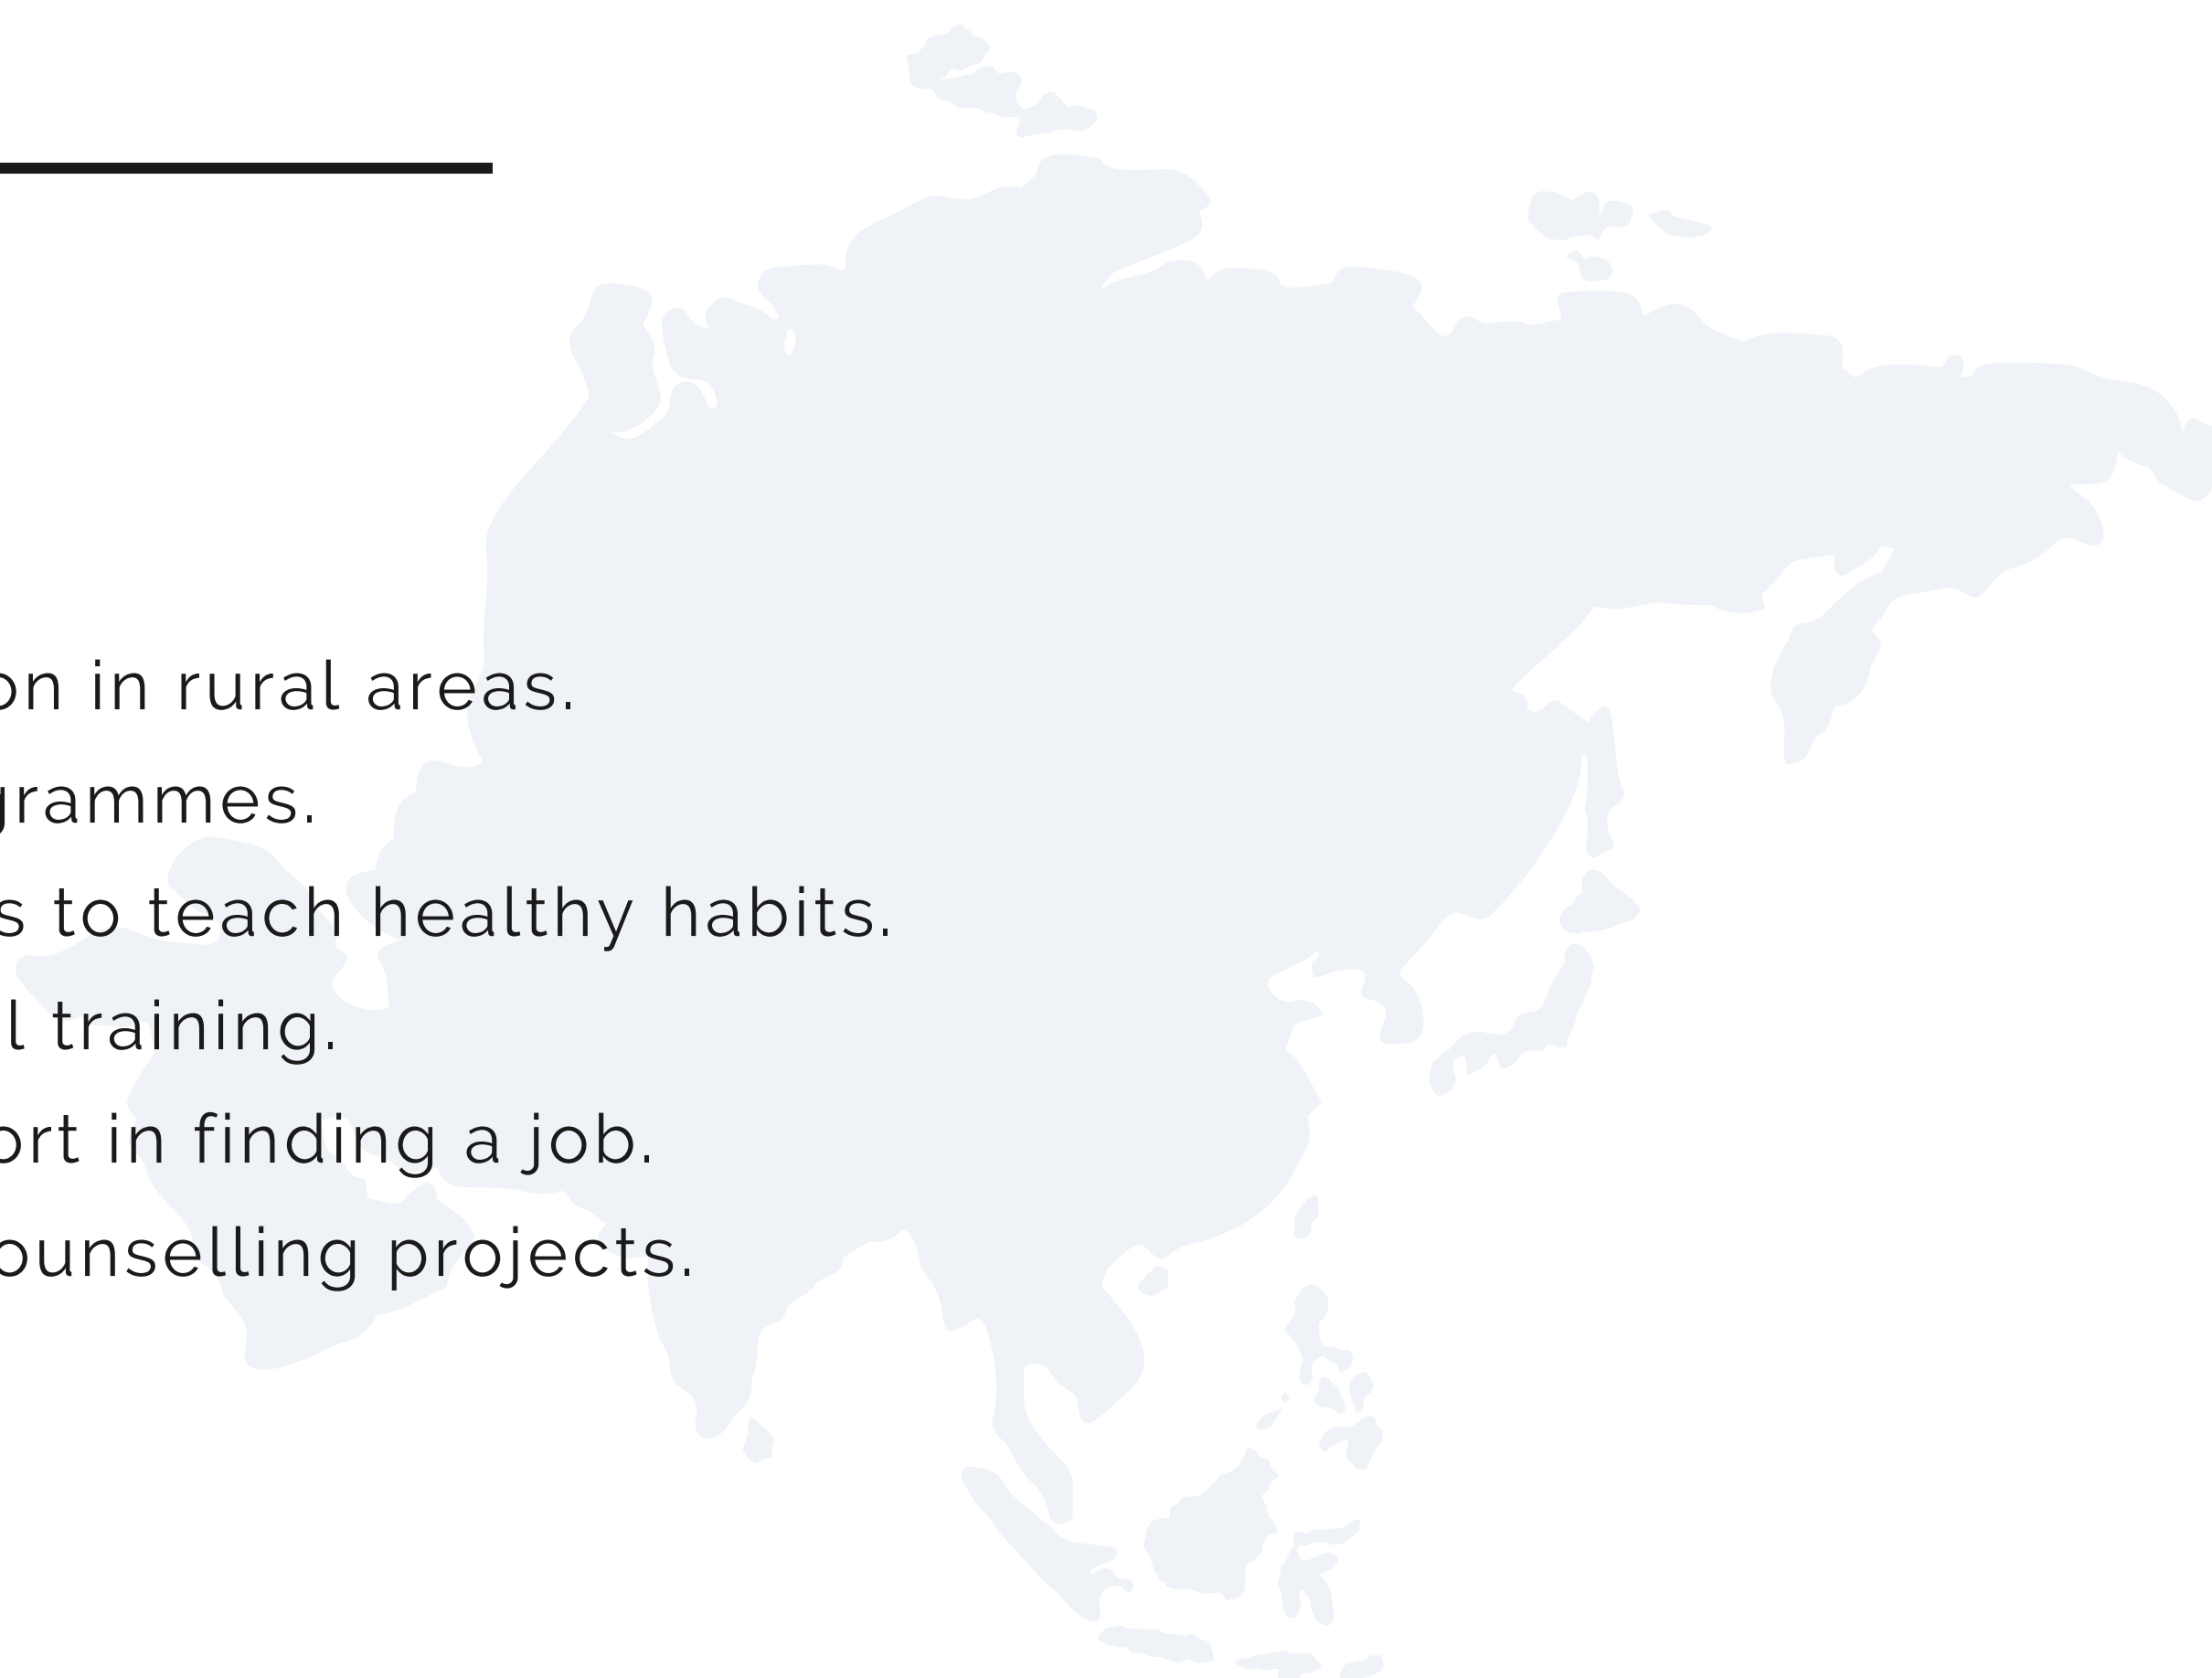 on in rural areas.
grammes.
s to teach healthy habits.
l training.
ort in finding a job.
ounselling projects.